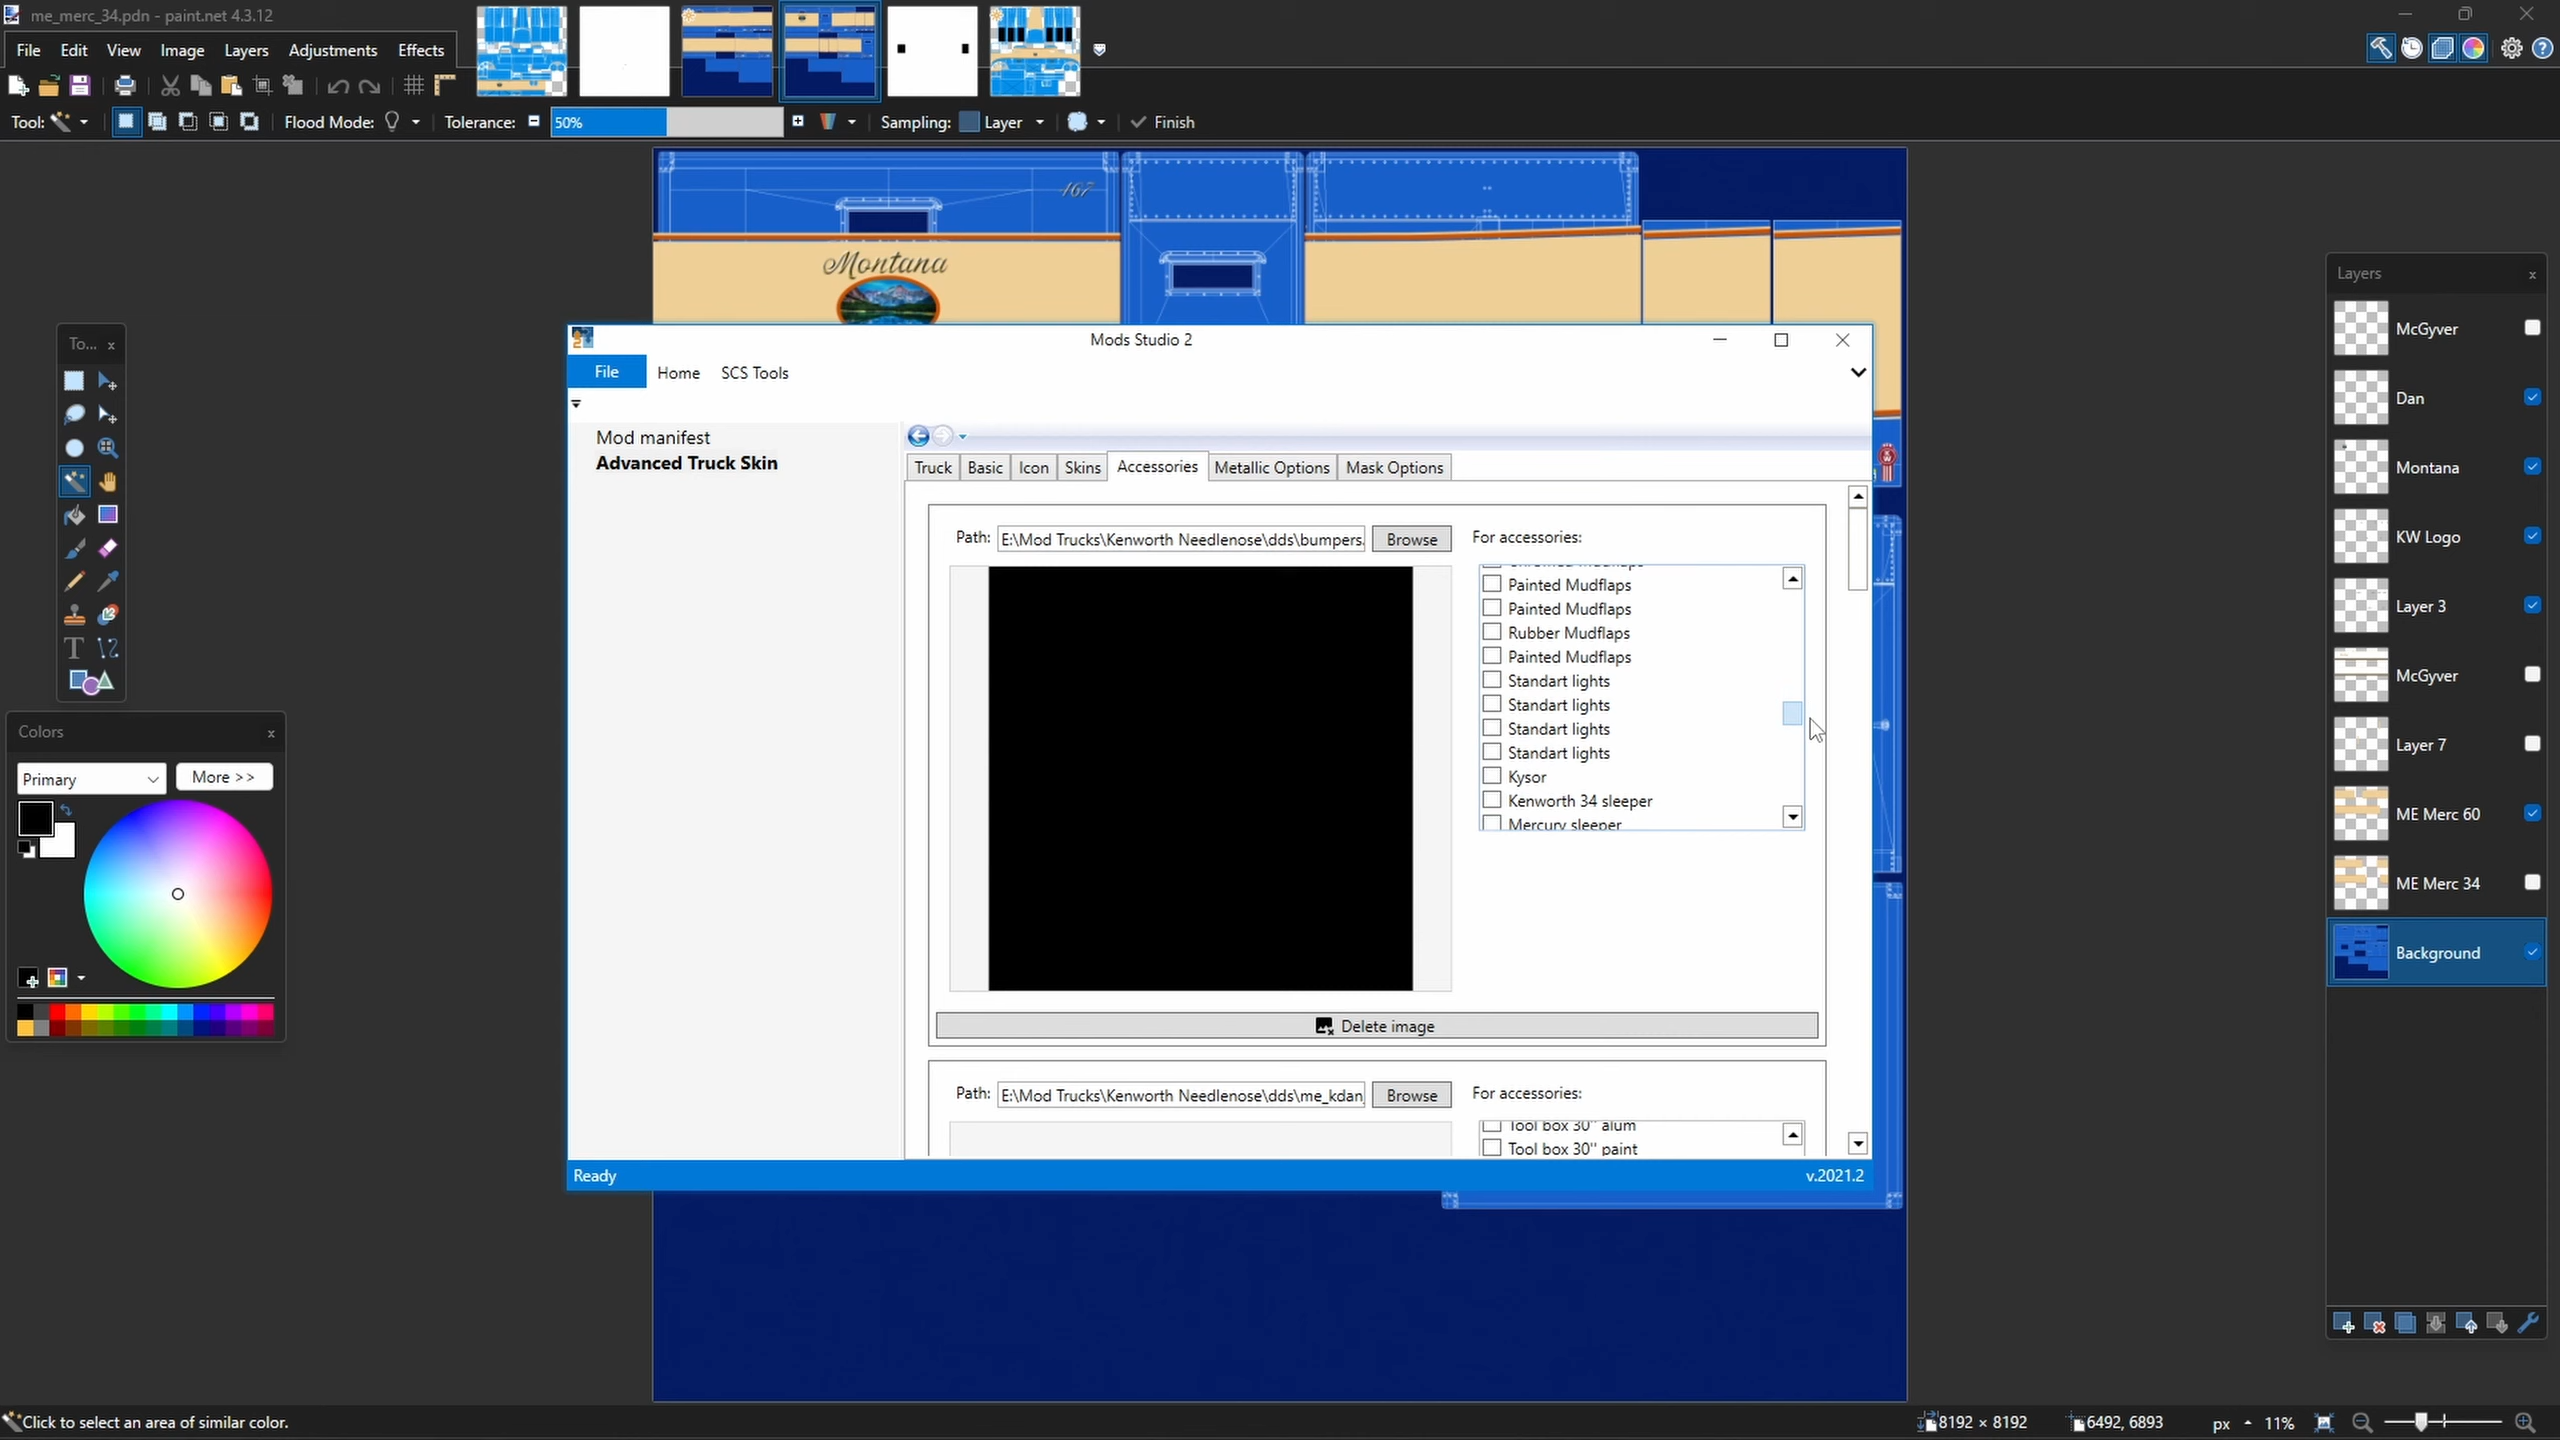 me_merc_34.pdn - paint.net 4.3.12
File Edit View Image Layers Adjustments Effects
Tool: Flood Mode: Tolerance: 50% Sampling: Layer Finish
167
Montana
To... x
Colors x
Primary More >>
Mods Studio 2
File Home SCS Tools
Mod manifest
Advanced Truck Skin
Truck Basic Icon Skins Accessories Metallic Options Mask Options
Path: E:\Mod Trucks\Kenworth Needlenose\dds\bumpers. Browse For accessories:
Painted Mudflaps
Painted Mudflaps
Rubber Mudflaps
Painted Mudflaps
Standart lights
Standart lights
Standart lights
Standart lights
Kysor
Kenworth 34 sleeper
Mercury sleeper
Delete image
Path: E:\Mod Trucks\Kenworth Needlenose\dds\me_kdan Browse For accessories:
Tool box 30" alum
Tool box 30" paint
Ready v.2021.2
Layers x
McGyver
Dan
Montana
KW Logo
Layer 3
McGyver
Layer 7
ME Merc 60
ME Merc 34
Background
Click to select an area of similar color. 8192 × 8192 6492, 6893 px 11%